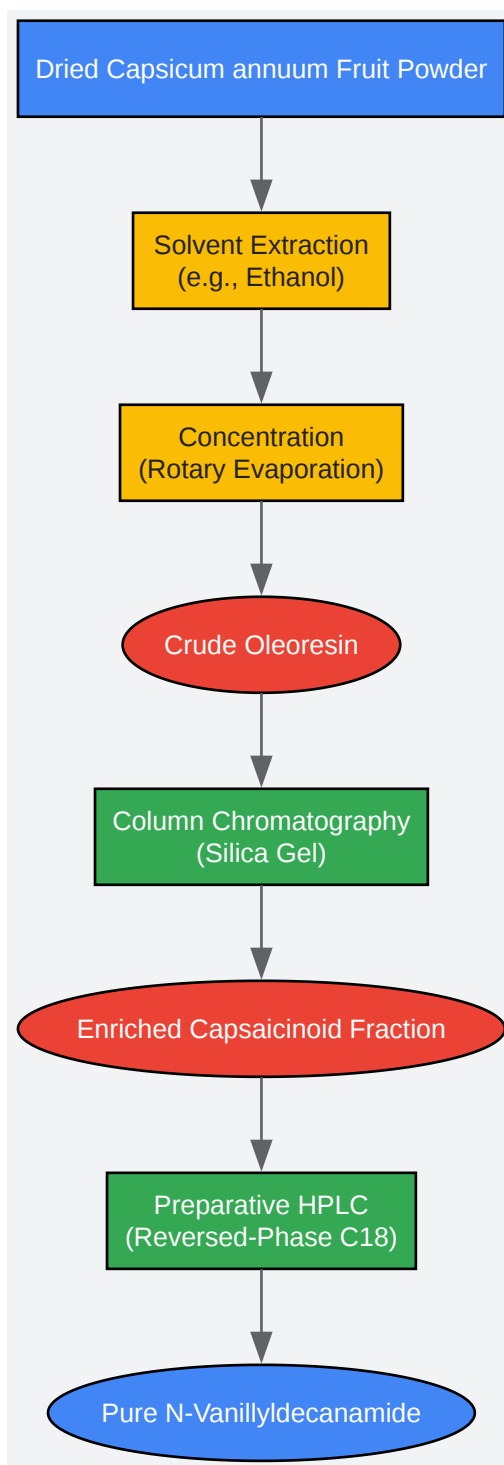 Dried Capsicum annuum Fruit Powder
Solvent Extraction
(e.g., Ethanol)
Concentration
(Rotary Evaporation)
Crude Oleoresin
Column Chromatography
(Silica Gel)
Enriched Capsaicinoid Fraction
Preparative HPLC
(Reversed-Phase C18)
Pure N-Vanillyldecanamide